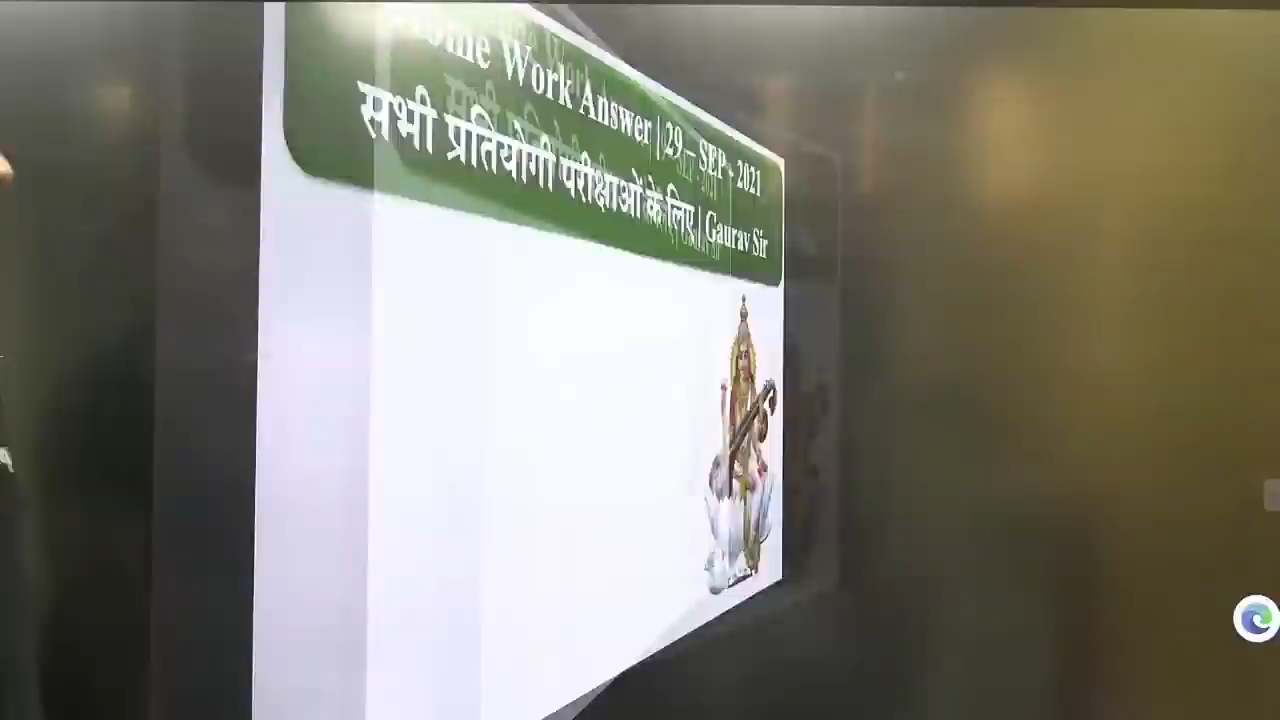 Home Work Answer | 29 – SEP - 2021
सभी प्रतियोगी परीक्षाओं के लिए | Gaurav Sir